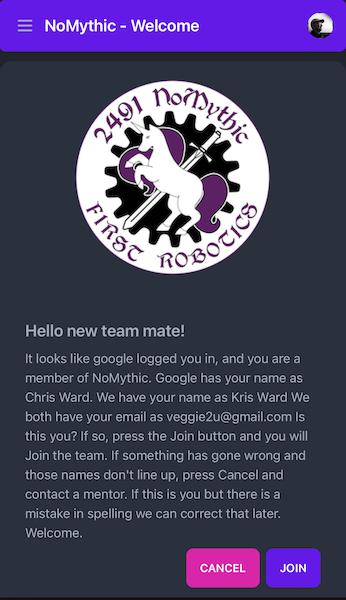 NoMythic - Welcome
2491 NoMythic
FIRST ROBOTICS
Hello new team mate!
It looks like google logged you in, and you are a
member of NoMythic. Google has your name as
Chris Ward. We have your name as Kris Ward We
both have your email as veggie2u@gmail.com Is
this you? If so, press the Join button and you will
Join the team. If something has gone wrong and
those names don't line up, press Cancel and
contact a mentor. If this is you but there is a
mistake in spelling we can correct that later.
Welcome.
CANCEL JOIN